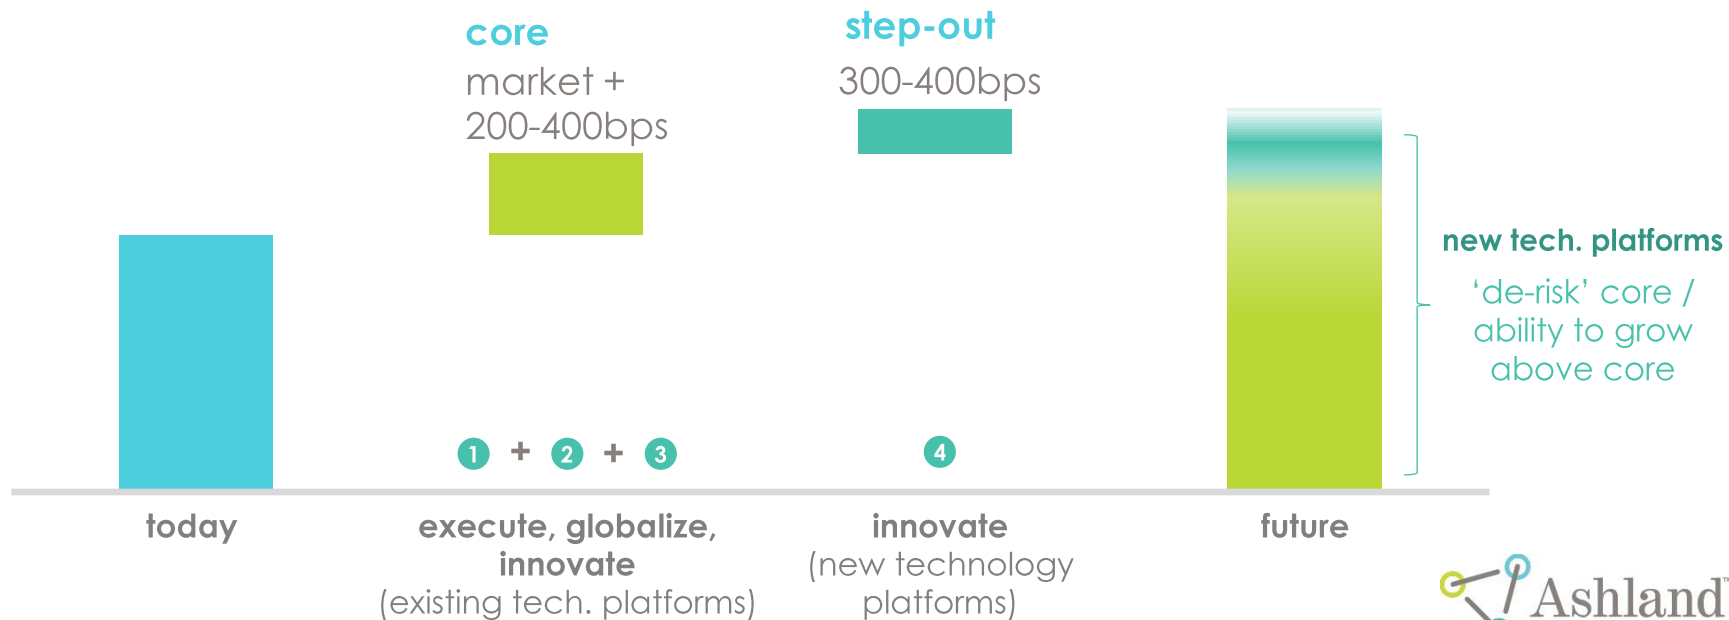 core
market +
200-400bps
step-out
300-400bps
new tech. platforms
‘de-risk’ core /
ability to grow
above core
1 + 2 + 3
4
today
execute, globalize,
innovate
(existing tech. platforms)
innovate
(new technology
platforms)
future
Ashland™